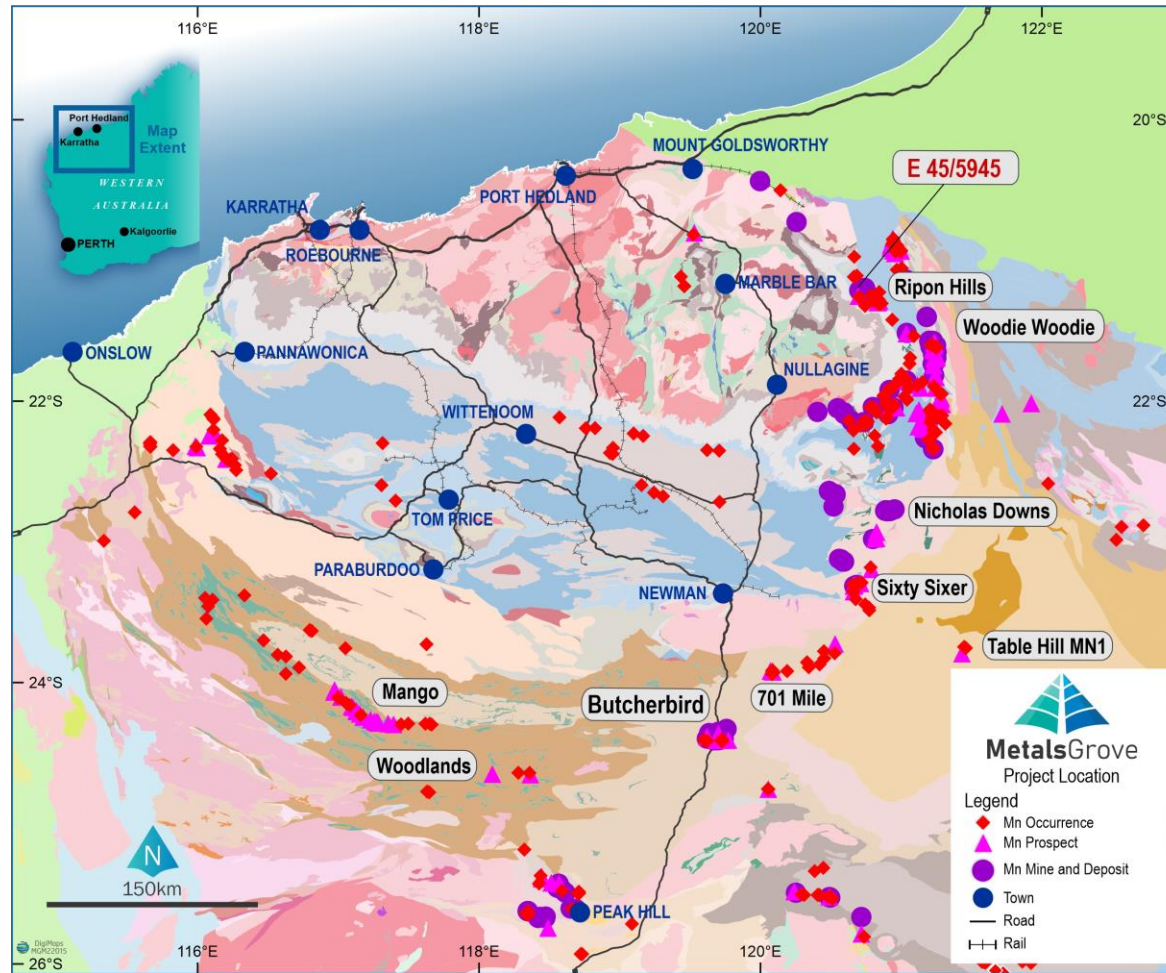 116°E
118°E
120°E
122°E
Port Hedland
Karratha
Map
Extent
WESTERN
AUSTRALIA
Kalgoorlie
PERTH
20°S
MOUNT GOLDSWORTHY
E 45/5945
PORT HEDLAND
KARRATHA
ROEBOURNE
MARBLE BAR
Ripon Hills
Woodie Woodie
ONSLOW
PANNAWONICA
NULLAGINE
22°S
22°S
WITTENOOM
TOM PRICE
Nicholas Downs
PARABURDOO
NEWMAN
Sixty Sixer
Table Hill MN1
24°S
Mango
701 Mile
Butcherbird
Woodlands
MetalsGrove
Project Location
Legend
Mn Occurrence
Mn Prospect
Mn Mine and Deposit
Town
Road
Rail
N
150km
PEAK HILL
DigiMaps
MGM22015
116°E
118°E
120°E
26°S